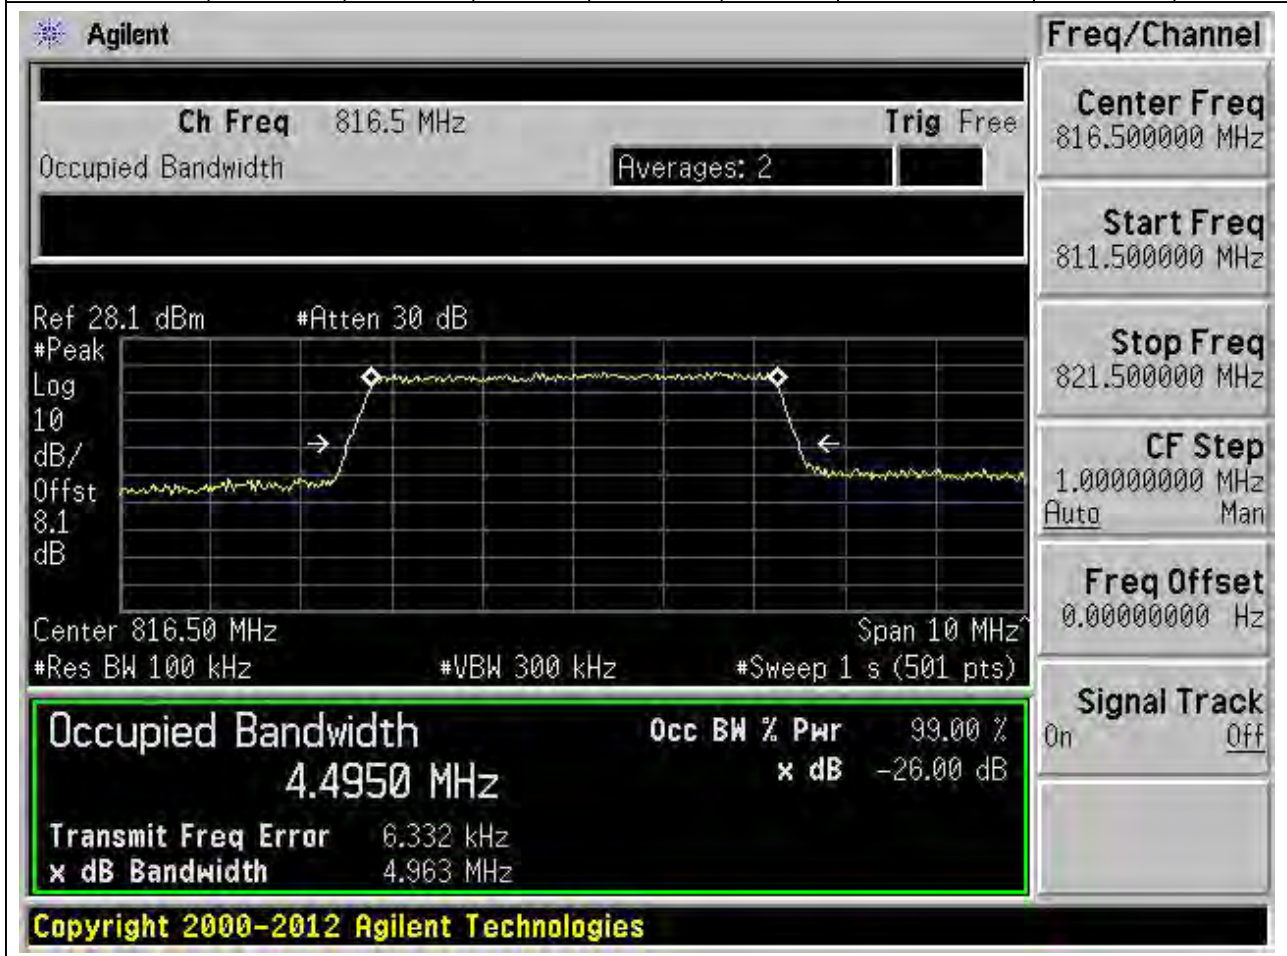 Agilent
Freq/Channel
Ch Freq 816.5 MHz
Trig Free
Occupied Bandwidth
Averages: 2
Center Freq
816.500000 MHz
Start Freq
811.500000 MHz
Stop Freq
821.500000 MHz
CF Step
1.00000000 MHz
Auto Man
Freq Offset
0.00000000 Hz
Signal Track
On Off
Ref 28.1 dBm #Atten 30 dB
#Peak
Log
10
dB/
Offst
8.1
dB
Center 816.50 MHz Span 10 MHz^
#Res BW 100 kHz #VBW 300 kHz #Sweep 1 s (501 pts)
Occupied Bandwidth
4.4950 MHz
Occ BW % Pwr 99.00 %
x dB -26.00 dB
Transmit Freq Error 6.332 kHz
x dB Bandwidth 4.963 MHz
Copyright 2000-2012 Agilent Technologies